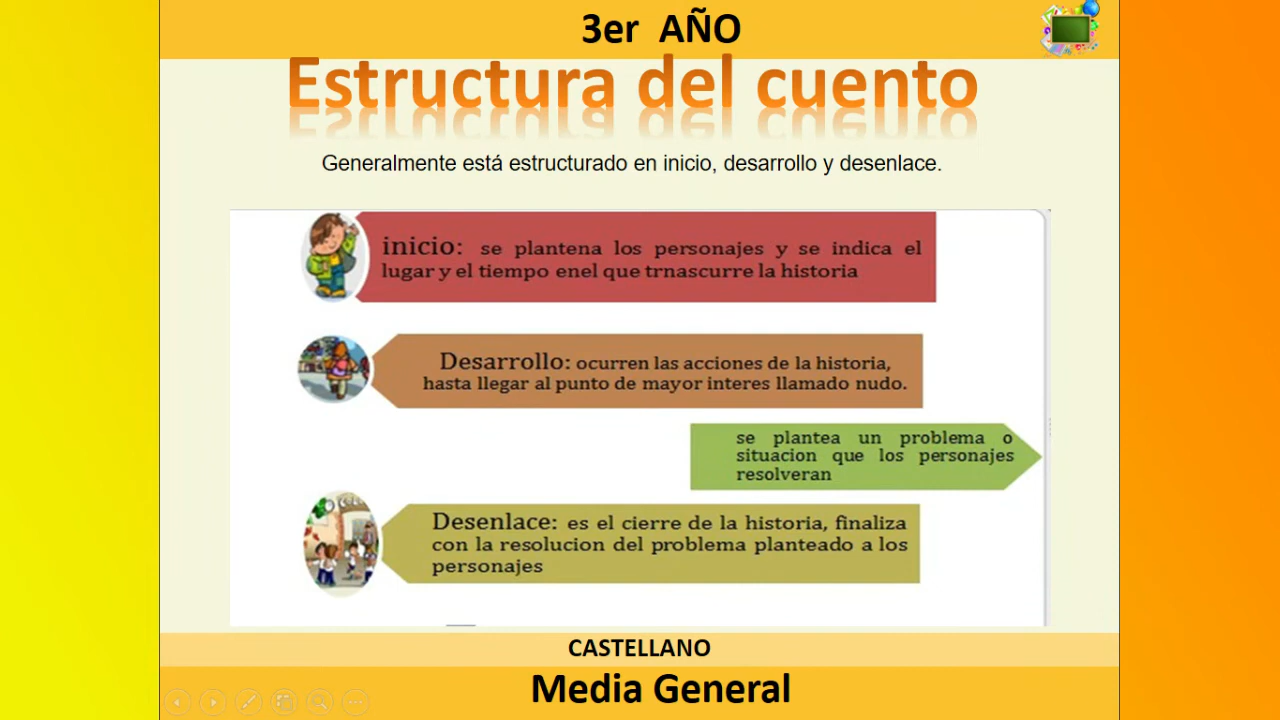 3er AÑO
Estructura del cuento
Generalmente está estructurado en inicio, desarrollo y desenlace.
inicio: se plantena los personajes y se indica el
lugar y el tiempo enel que trnascurre la historia
Desarrollo: ocurren las acciones de la historia,
hasta llegar al punto de mayor interes llamado nudo.
se plantea un problema o
situacion que los personajes
resolveran
Desenlace: es el cierre de la historia, finaliza
con la resolucion del problema planteado a los
personajes
CASTELLANO
Media General